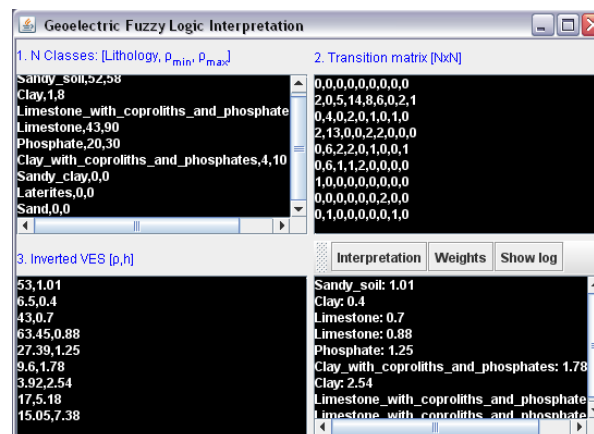 Geoelectric Fuzzy Logic Interpretation
1. N Classes: [Lithology, ρmin, ρmax]
Sandy_soil,52,58
Clay,1,8
Limestone_with_coproliths_and_phosphate
Limestone,43,90
Phosphate,20,30
Clay_with_coproliths_and_phosphates,4,10
Sandy_clay,0,0
Laterites,0,0
Sand,0,0
2. Transition matrix [NxN]
0,0,0,0,0,0,0,0,0
2,0,5,14,8,6,0,2,1
0,4,0,2,0,1,0,1,0
2,13,0,0,2,2,0,0,0
0,6,2,2,0,1,0,0,1
0,6,1,1,2,0,0,0,0
1,0,0,0,0,0,0,0,0
0,0,0,0,0,0,2,0,0
0,1,0,0,0,0,0,1,0
3. Inverted VES [ρ,h]
53,1.01
6.5,0.4
43,0.7
63.45,0.88
27.39,1.25
9.6,1.78
3.92,2.54
17,5.18
15.05,7.38
Interpretation Weights Show log
Sandy_soil: 1.01
Clay: 0.4
Limestone: 0.7
Limestone: 0.88
Phosphate: 1.25
Clay_with_coproliths_and_phosphates: 1.78
Clay: 2.54
Limestone_with_coproliths_and_phosphate
Limestone_with_coproliths_and_phosphate